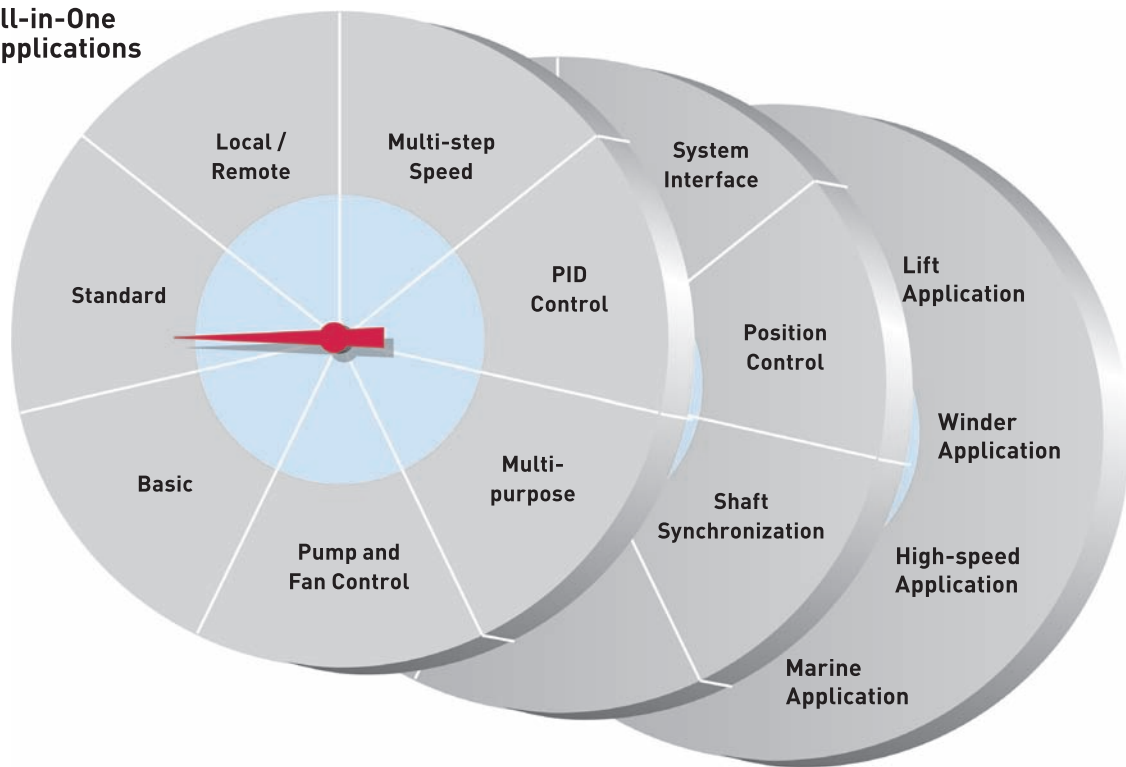 ll-in-One
pplications
Local /
Remote
Multi-step
Speed
Standard
PID
Control
Basic
Multi-
purpose
Pump and
Fan Control
System
Interface
Position
Control
Shaft
Synchronization
Lift
Application
Winder
Application
High-speed
Application
Marine
Application